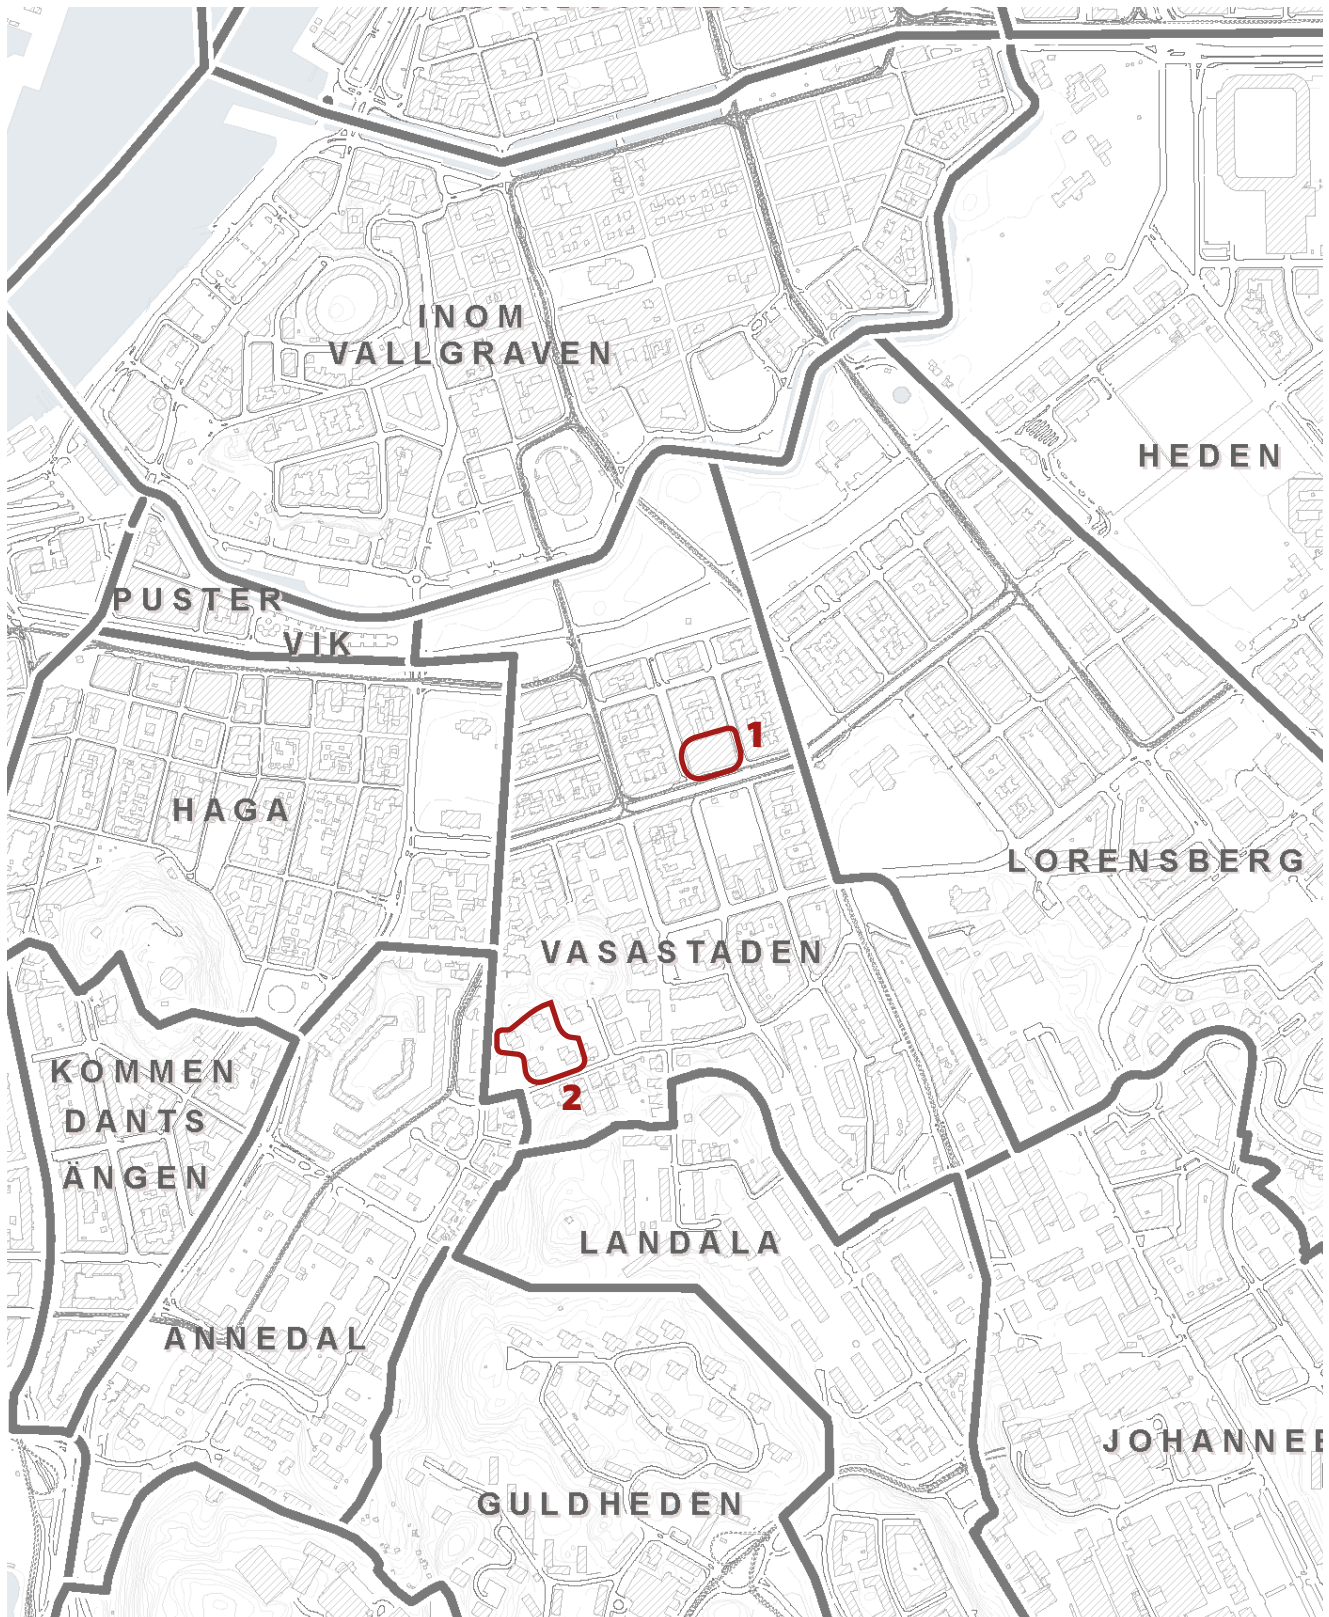 INOM
VALLGRAVEN
HEDEN
PUSTER
VIK
1
HAGA
LORENSBERG
VASASTADEN
KOMMEN
DANTS
ÄNGEN
2
LANDALA
ANNEDAL
JOHANNEB
GULDHEDEN